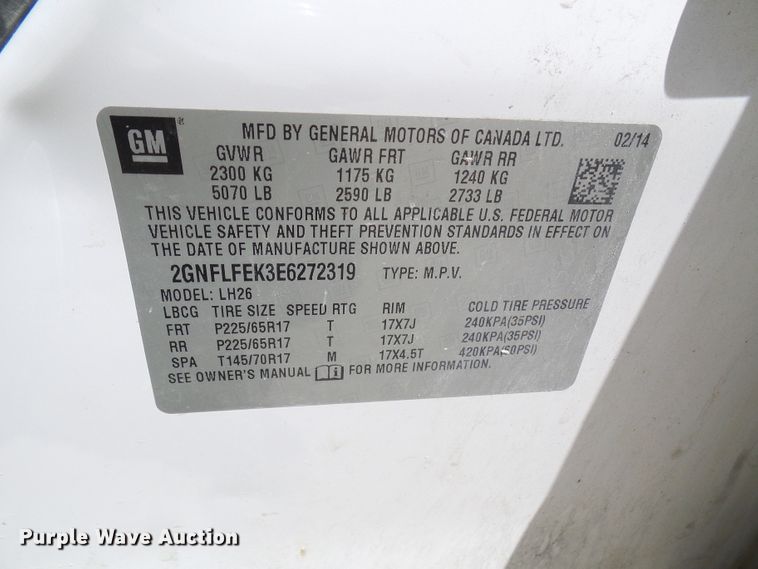 GM
MFD BY GENERAL MOTORS OF CANADA LTD. 02/14
GVWR GAWR FRT GAWR RR
2300 KG 1175 KG 1240 KG
5070 LB 2590 LB 2733 LB
THIS VEHICLE CONFORMS TO ALL APPLICABLE U.S. FEDERAL MOTOR
VEHICLE SAFETY AND THEFT PREVENTION STANDARDS IN EFFECT ON
THE DATE OF MANUFACTURE SHOWN ABOVE.
2GNFLFEK3E6272319 TYPE: M.P.V.
MODEL: LH26
LBCG TIRE SIZE SPEED RTG RIM COLD TIRE PRESSURE
FRT P225/65R17 T 17X7J 240KPA(35PSI)
RR P225/65R17 T 17X7J 240KPA(35PSI)
SPA T145/70R17 M 17X4.5T 420KPA(60PSI)
SEE OWNER'S MANUAL FOR MORE INFORMATION.
Purple Wave Auction